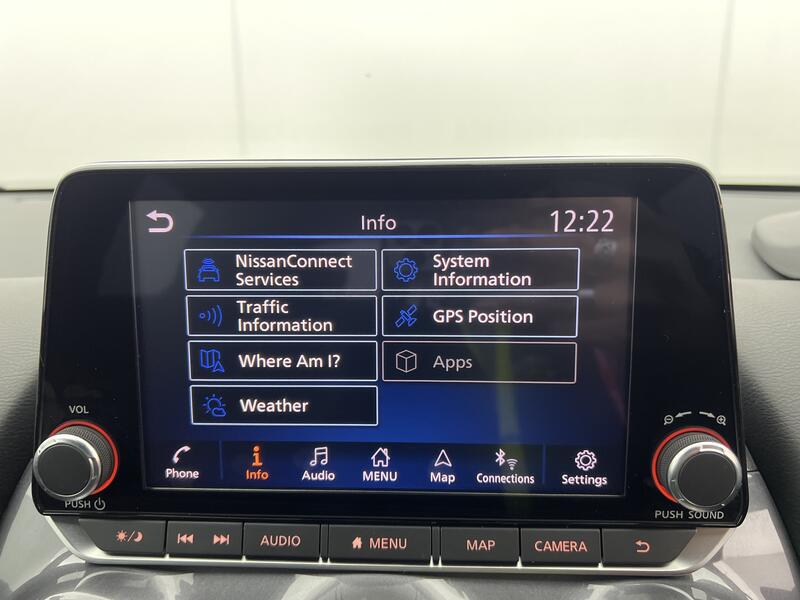 Info
12:22
NissanConnect
Services
System
Information
Traffic
Information
GPS Position
Where Am I?
Apps
Weather
Phone
Info
Audio
MENU
Map
Connections
Settings
VOL
PUSH
PUSH SOUND
AUDIO
MENU
MAP
CAMERA